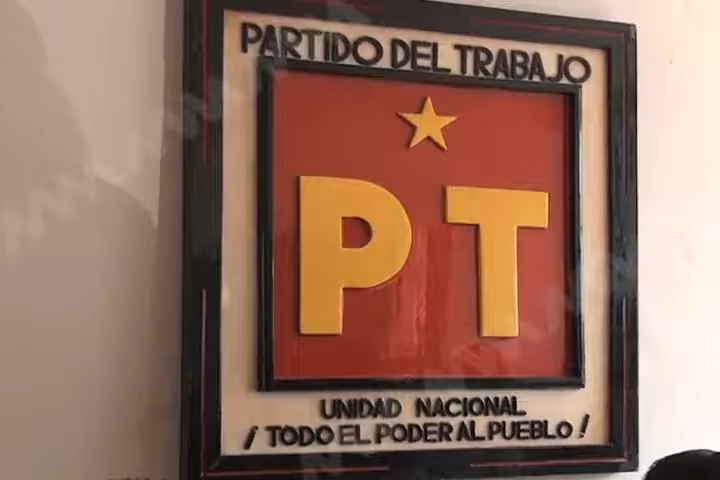 PARTIDO DEL TRABAJO
PT
UNIDAD NACIONAL
¡TODO EL PODER AL PUEBLO!